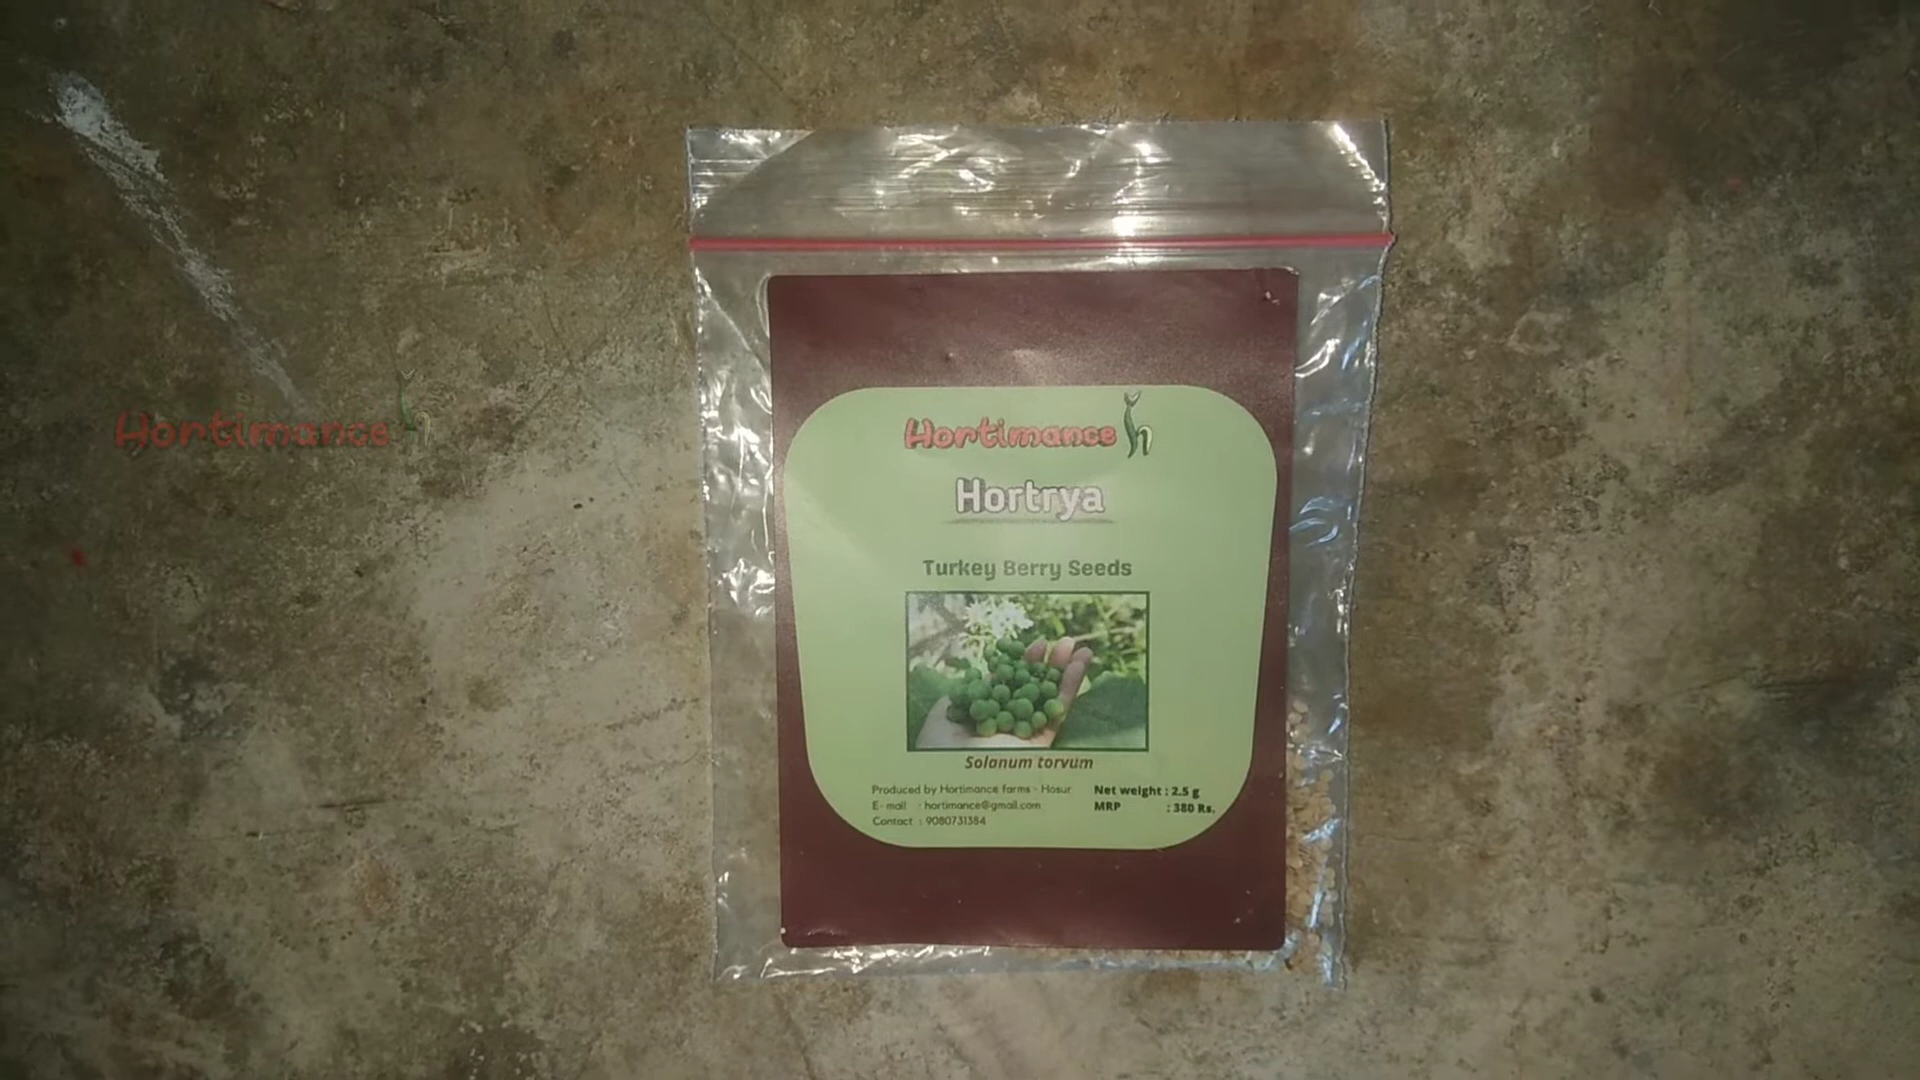 Hortimance
Hortimance
Hortrya
Turkey Berry Seeds
Solanum torvum
Produced by Hortimance farms - Hosur
E-mail : hortimance@gmail.com
Contact : 9080731384
Net weight : 2.5 g
MRP : 380 Rs.